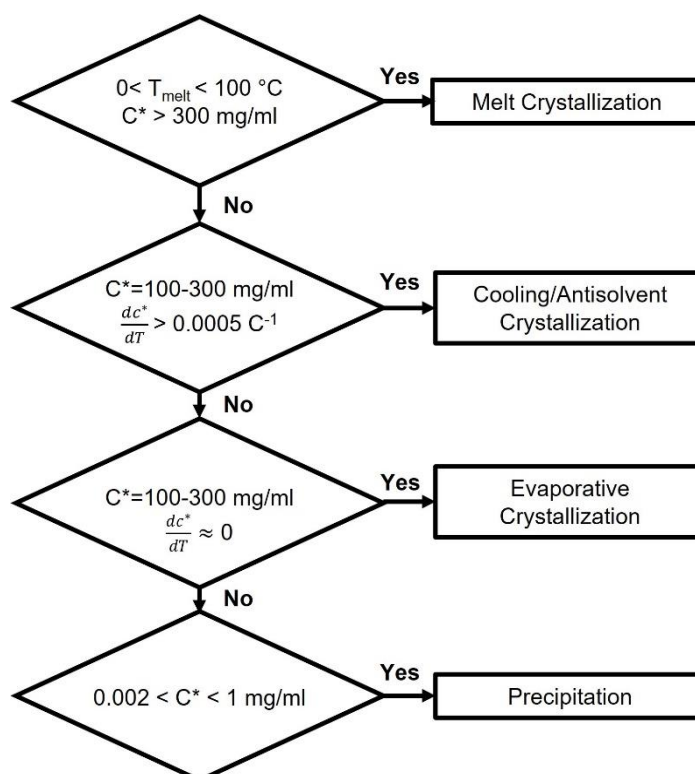 0< T_melt < 100 °C
C* > 300 mg/ml
Yes
Melt Crystallization
No
C*=100-300 mg/ml
dc*/dT > 0.0005 C⁻¹
Yes
Cooling/Antisolvent
Crystallization
No
C*=100-300 mg/ml
dc*/dT ≈ 0
Yes
Evaporative
Crystallization
No
0.002 < C* < 1 mg/ml
Yes
Precipitation